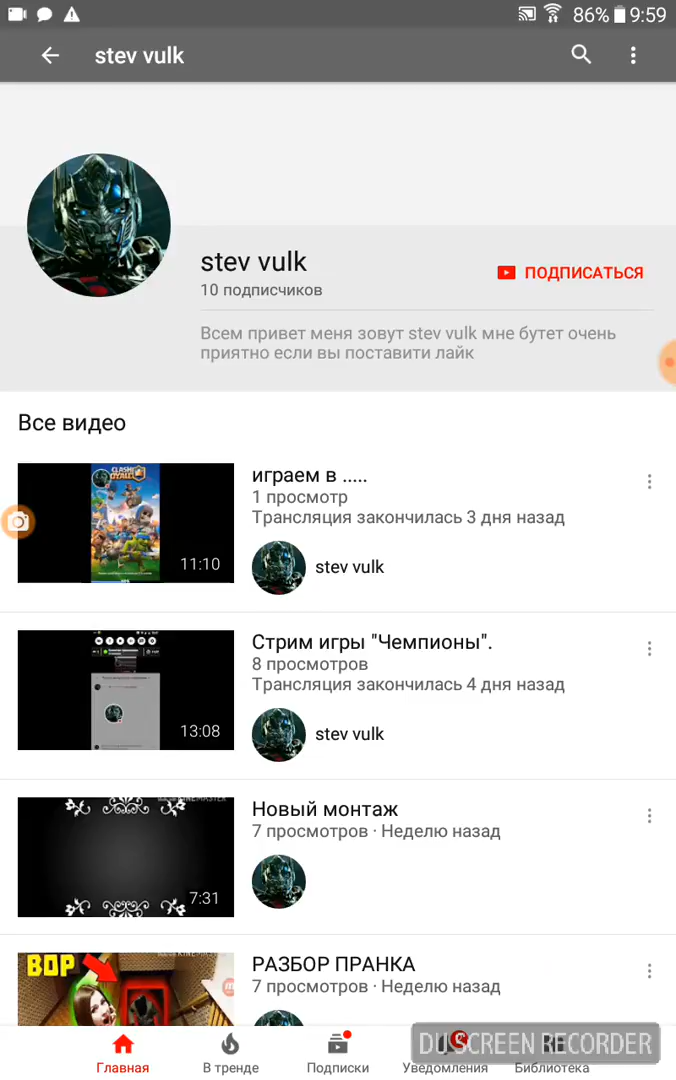 86% 9:59
stev vulk
stev vulk
10 подписчиков
ПОДПИСАТЬСЯ
Всем привет меня зовут stev vulk мне бутет очень
приятно если вы поставити лайк
Все видео
CLASH ROYALE
11:10
играем в .....
1 просмотр
Трансляция закончилась 3 дня назад
stev vulk
13:08
Стрим игры "Чемпионы".
8 просмотров
Трансляция закончилась 4 дня назад
stev vulk
7:31
Новый монтаж
7 просмотров · Неделю назад
ВОР
РАЗБОР ПРАНКА
7 просмотров · Неделю назад
DU SCREEN RECORDER
Главная
В тренде
Подписки
Уведомления
Библиотека